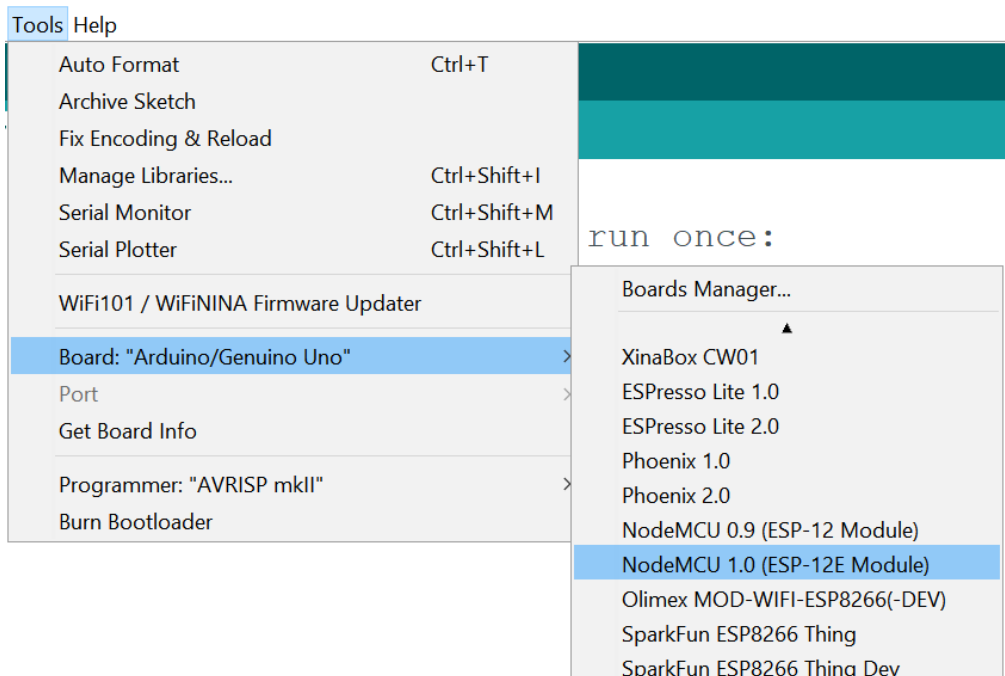 Tools Help
Auto Format Ctrl+T
Archive Sketch
Fix Encoding & Reload
Manage Libraries... Ctrl+Shift+I
Serial Monitor Ctrl+Shift+M
Serial Plotter Ctrl+Shift+L
WiFi101 / WiFiNINA Firmware Updater
Board: "Arduino/Genuino Uno"
Port
Get Board Info
Programmer: "AVRISP mkII"
Burn Bootloader
run once:
Boards Manager...
XinaBox CW01
ESPresso Lite 1.0
ESPresso Lite 2.0
Phoenix 1.0
Phoenix 2.0
NodeMCU 0.9 (ESP-12 Module)
NodeMCU 1.0 (ESP-12E Module)
Olimex MOD-WIFI-ESP8266(-DEV)
SparkFun ESP8266 Thing
SparkFun ESP8266 Thing Dev